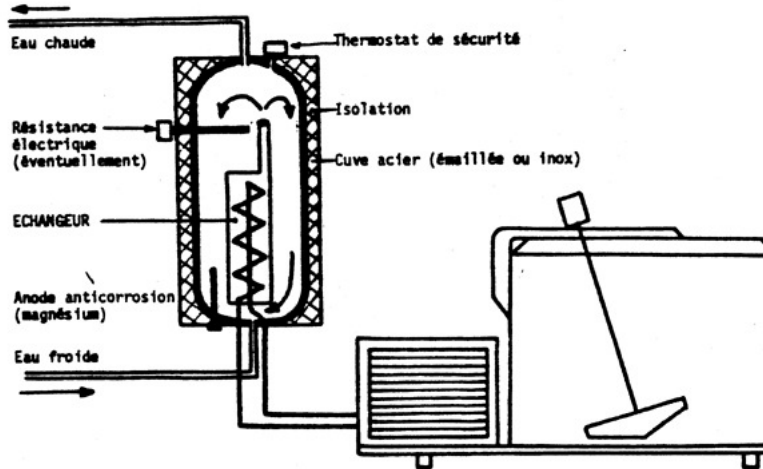 Eau chaude
Thermostat de sécurité
Isolation
Résistance
électrique
(éventuellement)
Cuve acier (émaillée ou inox)
ECHANGEUR
Anode anticorrosion
(magnésium)
Eau froide